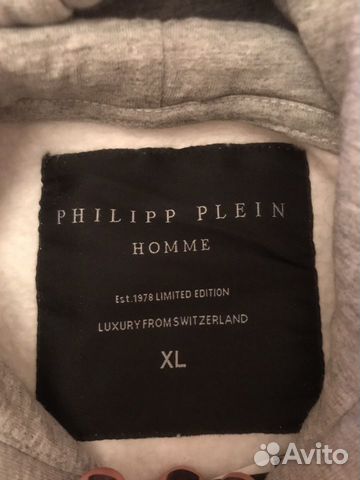 PHILIPP PLEIN
HOMME
Est.1978 LIMITED EDITION
LUXURY FROM SWITZERLAND
XL
Avito